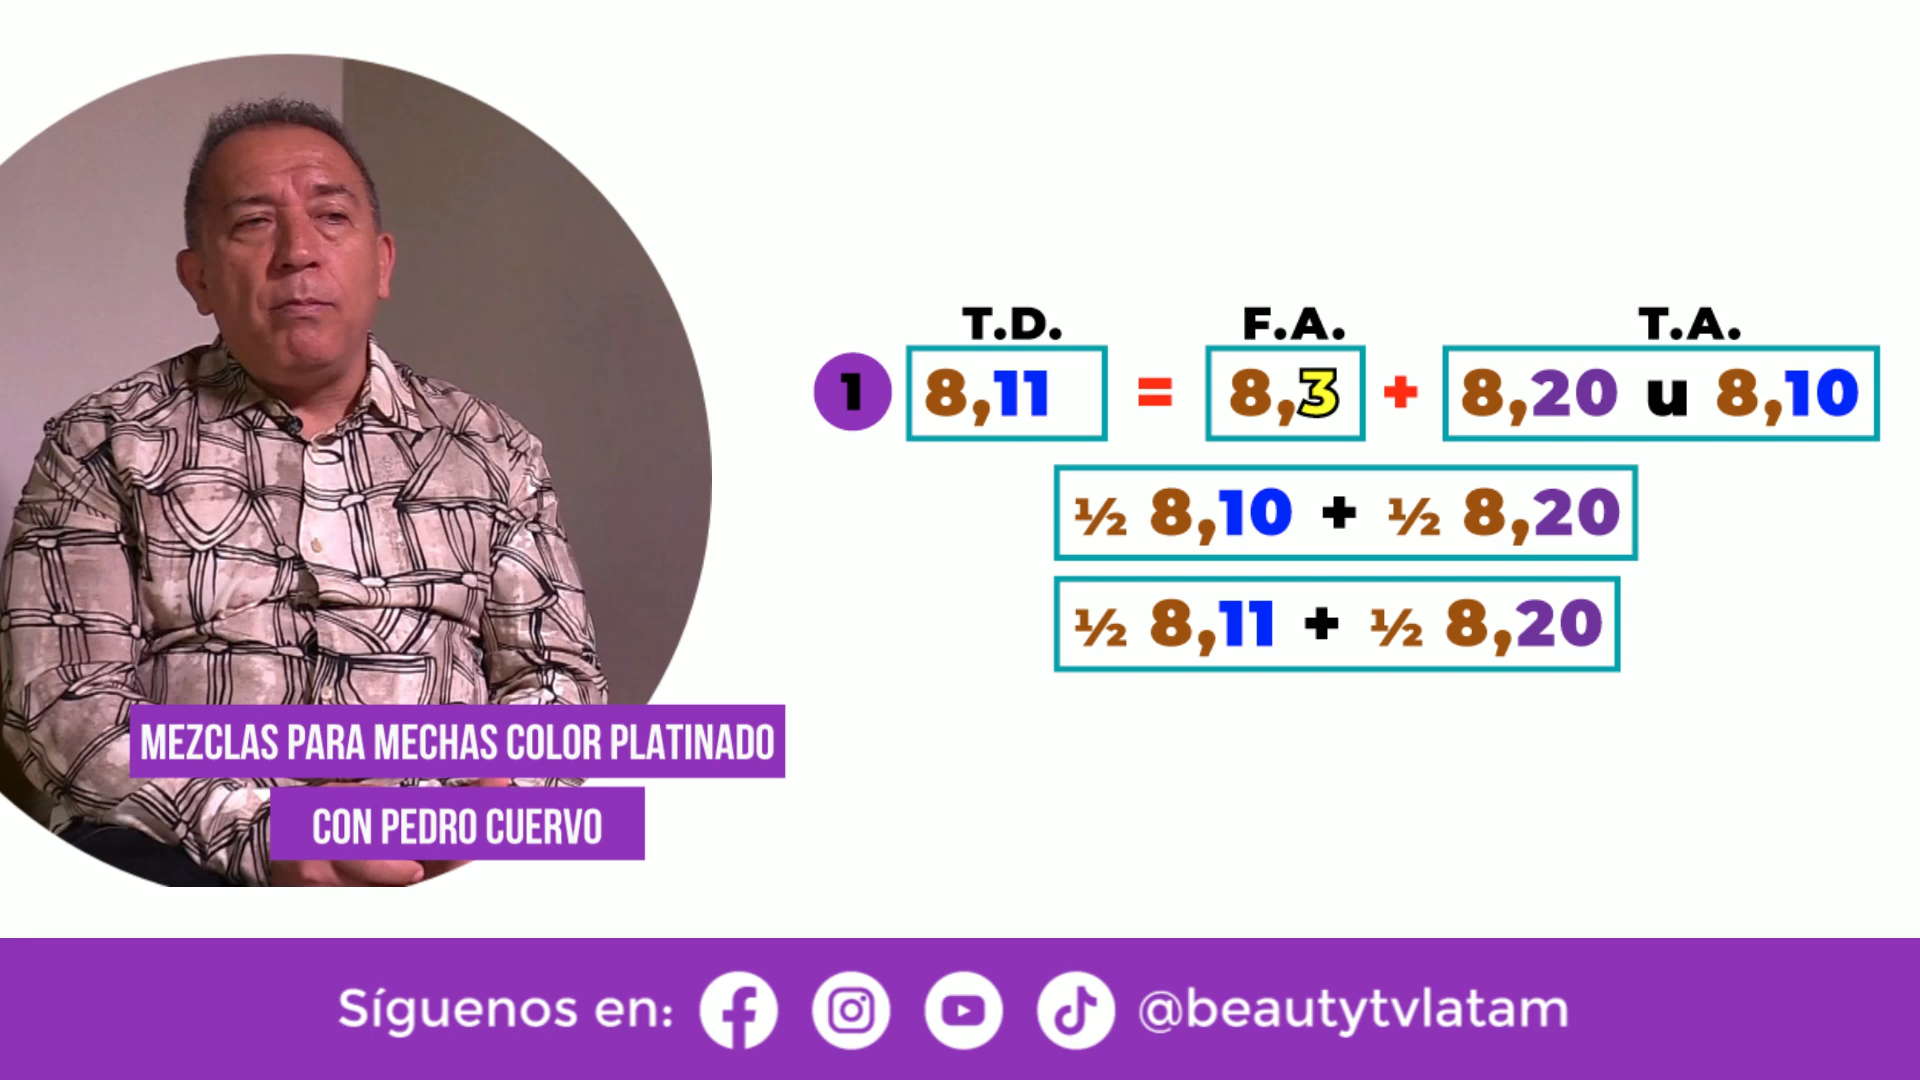 T.D. F.A. T.A.
1 8,11 = 8,3 + 8,20 u 8,10
½ 8,10 + ½ 8,20
½ 8,11 + ½ 8,20
MEZCLAS PARA MECHAS COLOR PLATINADO
CON PEDRO CUERVO
Síguenos en: @beautytvlatam